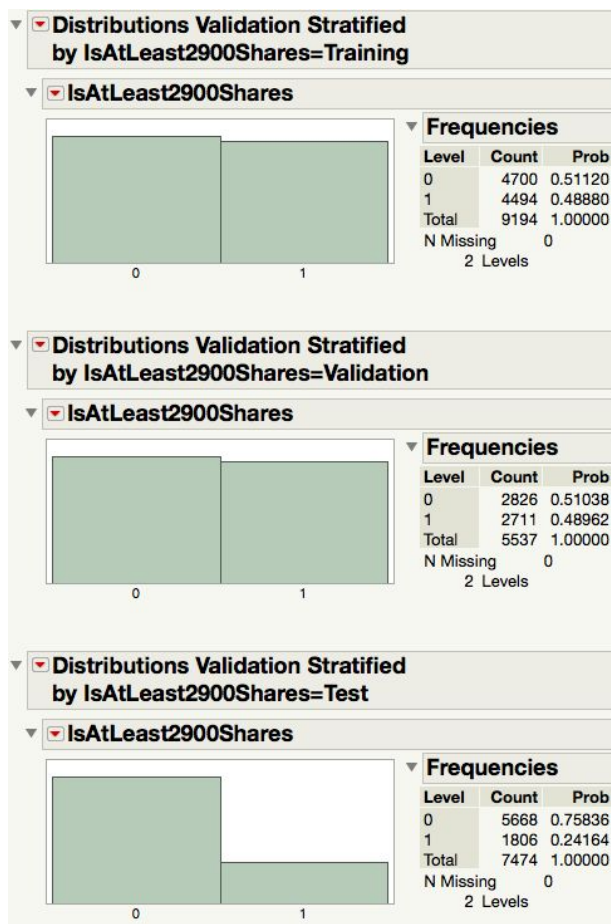 Distributions Validation Stratified
by IsAtLeast2900Shares=Training
IsAtLeast2900Shares
0 1
Frequencies
Level Count Prob
0 4700 0.51120
1 4494 0.48880
Total 9194 1.00000
N Missing 0
2 Levels
Distributions Validation Stratified
by IsAtLeast2900Shares=Validation
IsAtLeast2900Shares
0 1
Frequencies
Level Count Prob
0 2826 0.51038
1 2711 0.48962
Total 5537 1.00000
N Missing 0
2 Levels
Distributions Validation Stratified
by IsAtLeast2900Shares=Test
IsAtLeast2900Shares
0 1
Frequencies
Level Count Prob
0 5668 0.75836
1 1806 0.24164
Total 7474 1.00000
N Missing 0
2 Levels